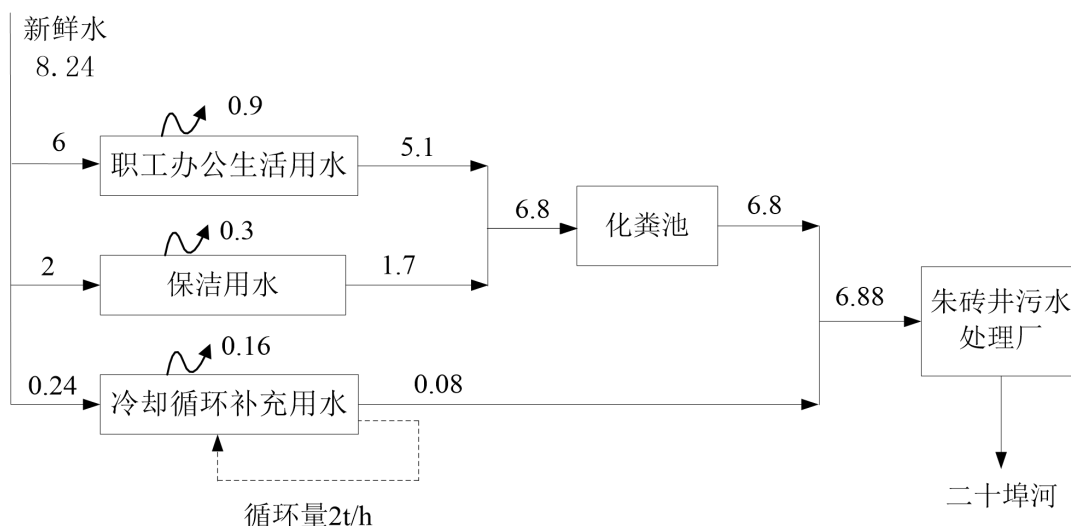 新鲜水
8.24
0.9
6
职工办公生活用水
5.1
6.8
化粪池
6.8
0.3
2
保洁用水
1.7
6.88
朱砖井污水
处理厂
0.16
0.24
冷却循环补充用水
0.08
循环量2t/h
二十埠河